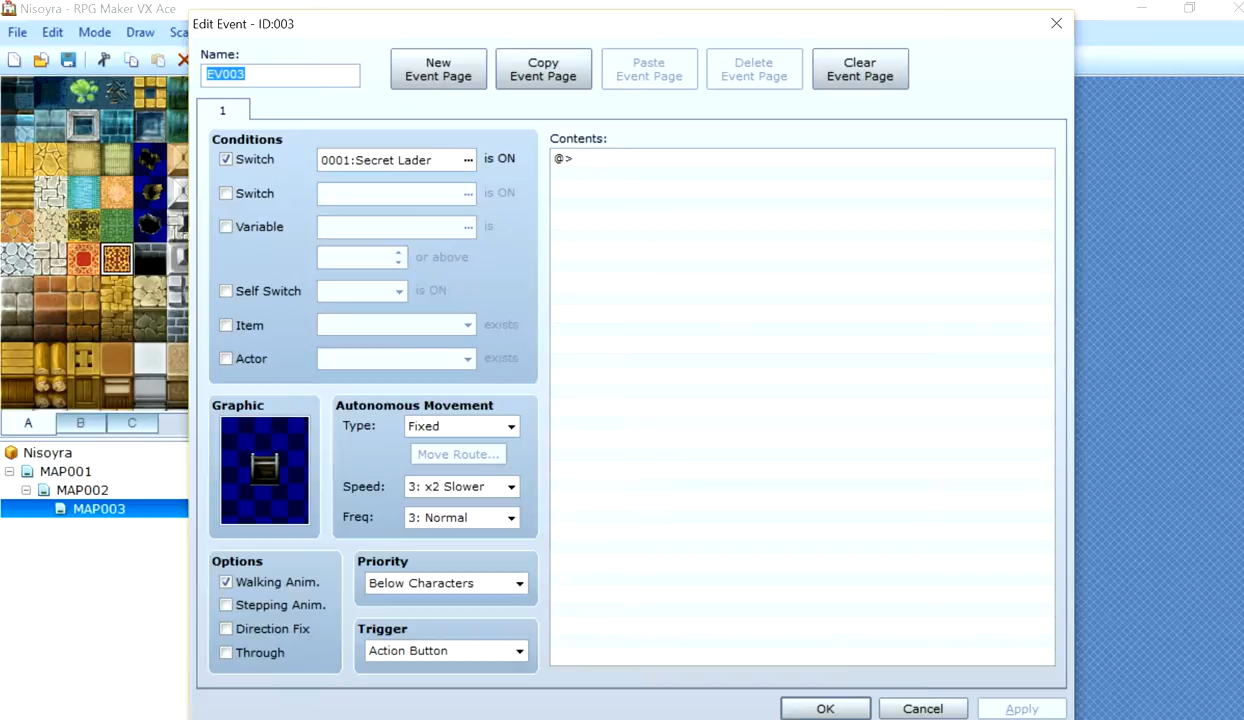 Nisoyra - RPG Maker VX Ace
File Edit Mode Draw Sca
Edit Event - ID:003
Name:
EV003
New
Event Page
Copy
Event Page
Paste
Event Page
Delete
Event Page
Clear
Event Page
1
Conditions
Switch 0001:Secret Lader ... is ON
Switch ... is ON
Variable ... is
or above
Self Switch is ON
Item exists
Actor exists
Graphic
Autonomous Movement
Type: Fixed
Move Route...
Speed: 3: x2 Slower
Freq: 3: Normal
Options
Walking Anim.
Stepping Anim.
Direction Fix
Through
Priority
Below Characters
Trigger
Action Button
Contents:
@>
A B C
Nisoyra
MAP001
MAP002
MAP003
OK Cancel Apply